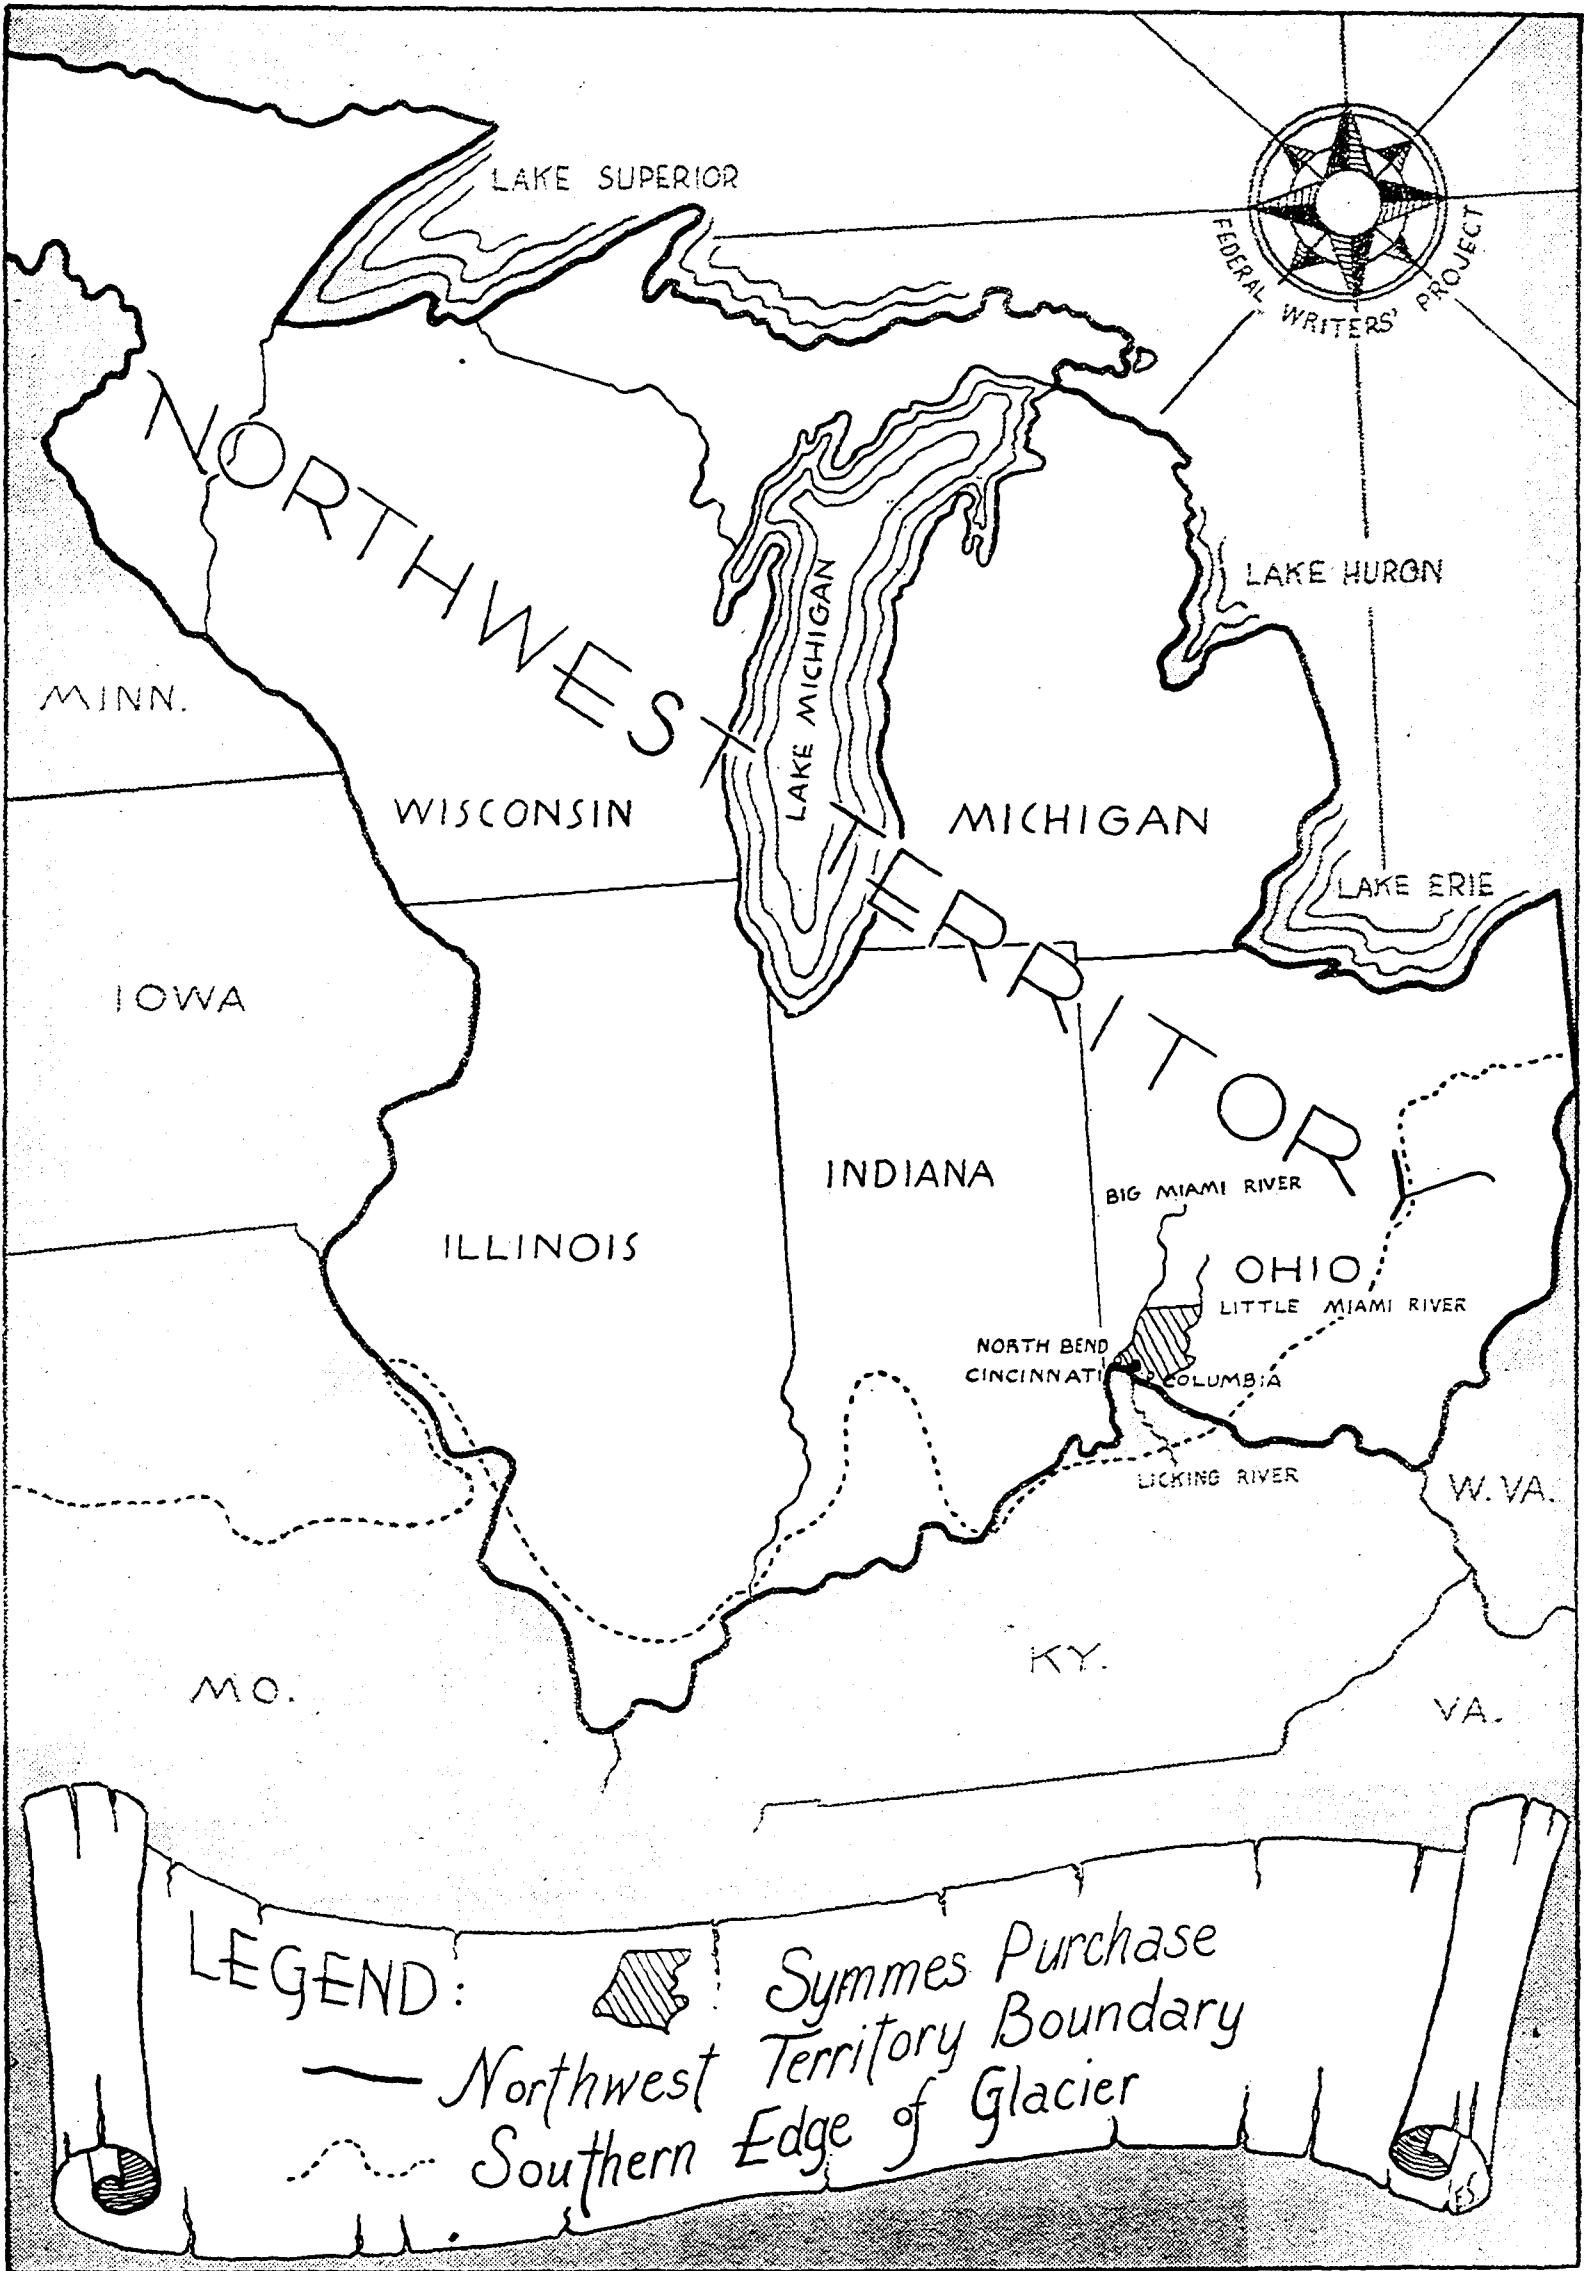 LAKE SUPERIOR
FEDERAL WRITERS' PROJECT
NORTHWEST TERRITORY
LAKE HURON
LAKE MICHIGAN
MINN.
WISCONSIN
MICHIGAN
LAKE ERIE
IOWA
INDIANA
BIG MIAMI RIVER
ILLINOIS
OHIO
LITTLE MIAMI RIVER
NORTH BEND
CINCINNATI
COLUMBIA
LICKING RIVER
W. VA.
KY.
MO.
VA.
LEGEND:
Symmes Purchase
Northwest Territory Boundary
Southern Edge of Glacier
ES